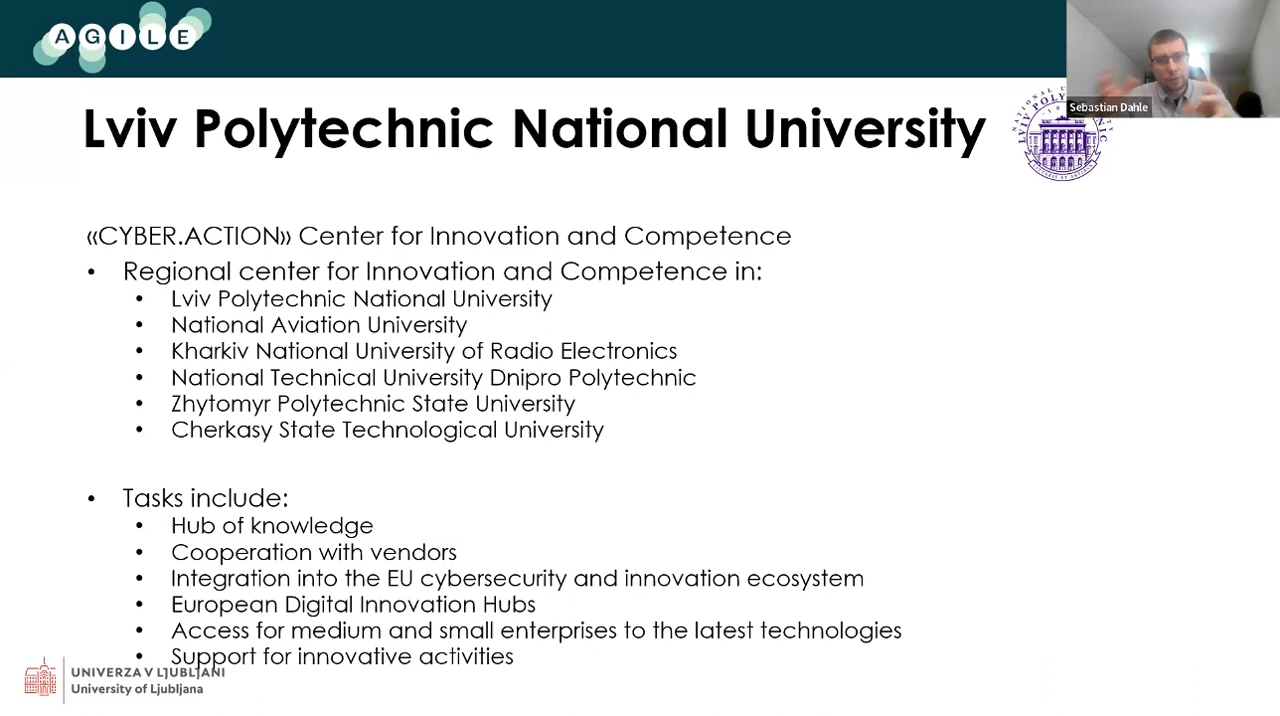 AGILE
Sebastian Dahle
Lviv Polytechnic National University
«CYBER.ACTION» Center for Innovation and Competence
• Regional center for Innovation and Competence in:
• Lviv Polytechnic National University
• National Aviation University
• Kharkiv National University of Radio Electronics
• National Technical University Dnipro Polytechnic
• Zhytomyr Polytechnic State University
• Cherkasy State Technological University
• Tasks include:
• Hub of knowledge
• Cooperation with vendors
• Integration into the EU cybersecurity and innovation ecosystem
• European Digital Innovation Hubs
• Access for medium and small enterprises to the latest technologies
• Support for innovative activities
UNIVERZA V LJUBLJANI
University of Ljubljana